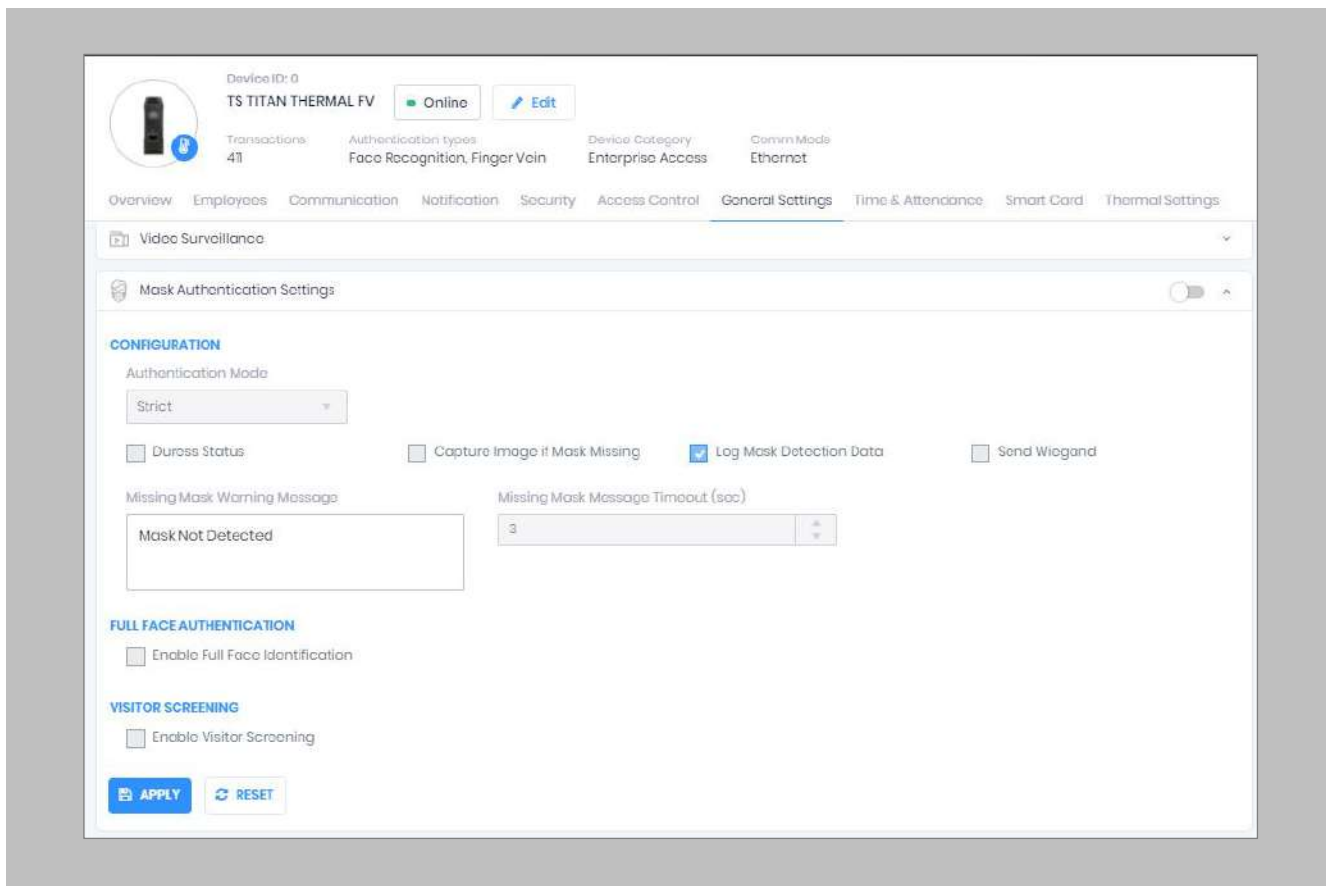 Device ID: 0
TS TITAN THERMAL FV
Online
Edit
Transactions Authentication types Device Category Comm Mode
411 Face Recognition, Finger Vein Enterprise Access Ethernet
Overview Employees Communication Notification Security Access Control General Settings Time & Attendance Smart Card Thermal Settings
Video Surveillance
Mask Authentication Settings
CONFIGURATION
Authentication Mode
Strict
Duress Status Capture Image if Mask Missing Log Mask Detection Data Send Wiegand
Missing Mask Warning Message Missing Mask Message Timeout (sec)
Mask Not Detected 3
FULL FACE AUTHENTICATION
Enable Full Face Identification
VISITOR SCREENING
Enable Visitor Screening
APPLY RESET